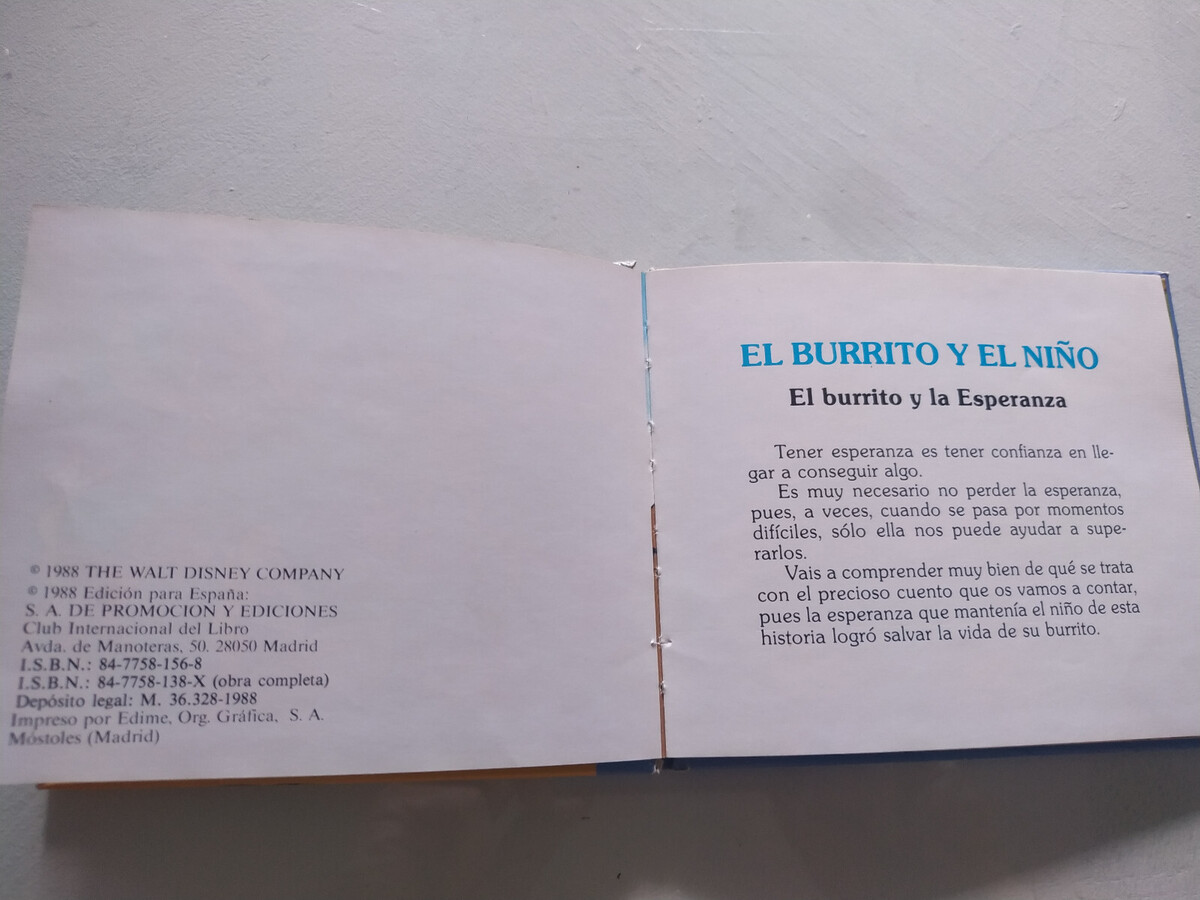 © 1988 THE WALT DISNEY COMPANY
© 1988 Edición para España:
S. A. DE PROMOCION Y EDICIONES
Club Internacional del Libro
Avda. de Manoteras, 50. 28050 Madrid
I.S.B.N.: 84-7758-156-8
I.S.B.N.: 84-7758-138-X (obra completa)
Depósito legal: M. 36.328-1988
Impreso por Edime, Org. Gráfica, S. A.
Móstoles (Madrid)
EL BURRITO Y EL NIÑO
El burrito y la Esperanza
Tener esperanza es tener confianza en lle-
gar a conseguir algo.
Es muy necesario no perder la esperanza,
pues, a veces, cuando se pasa por momentos
difíciles, sólo ella nos puede ayudar a supe-
rarlos.
Vais a comprender muy bien de qué se trata
con el precioso cuento que os vamos a contar,
pues la esperanza que mantenía el niño de esta
historia logró salvar la vida de su burrito.